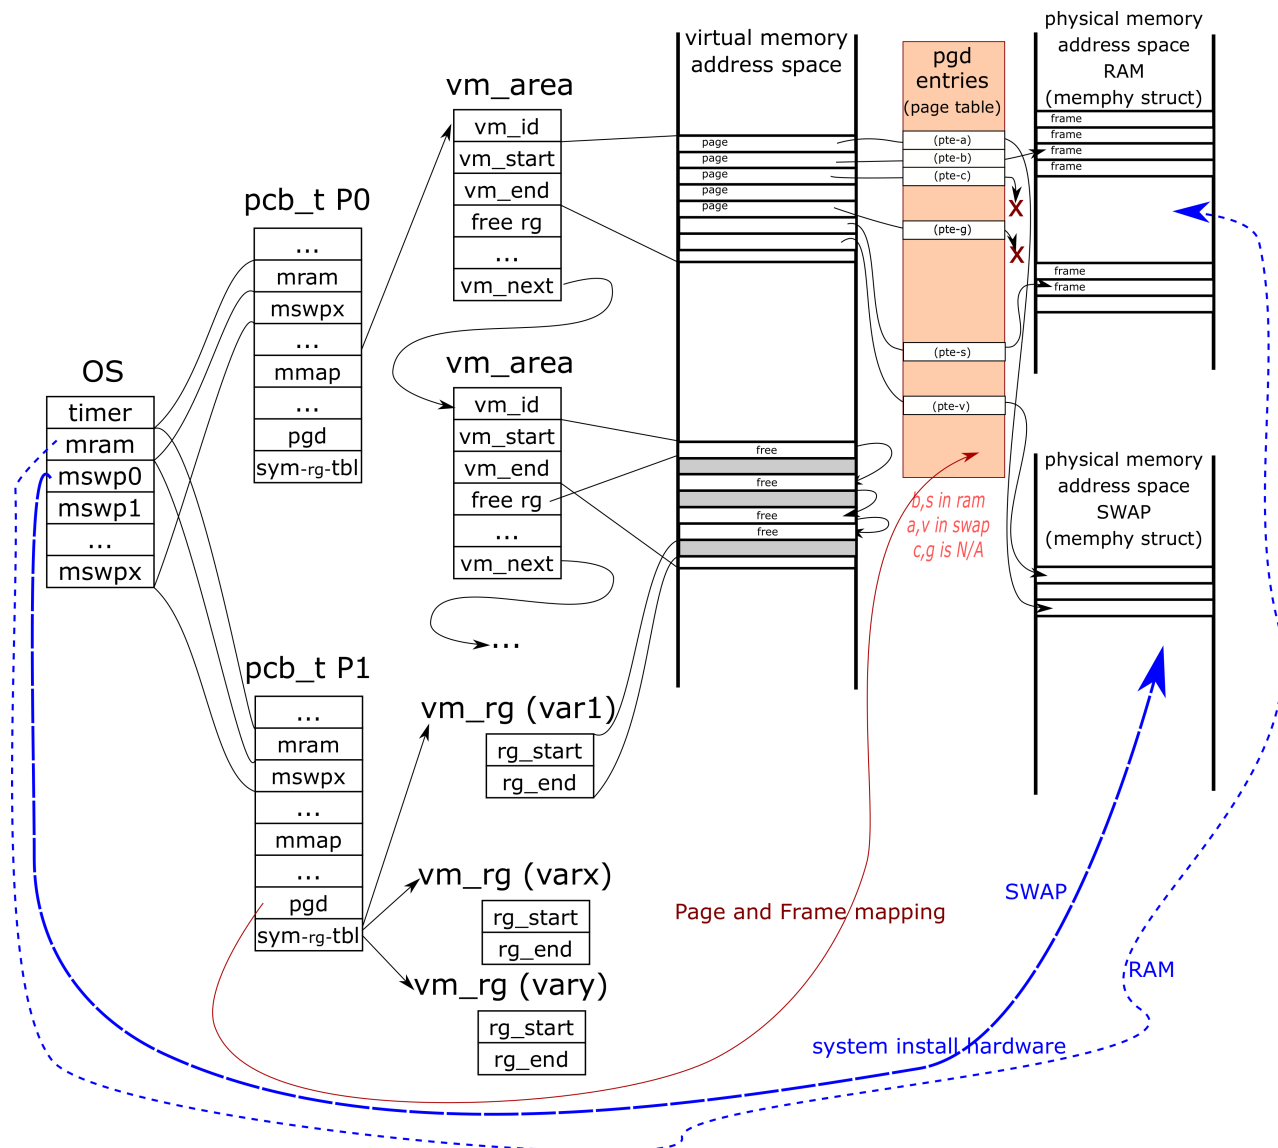 OS
timer
mram
mswp0
mswp1
...
mswpx
pcb_t P0
...
mram
mswpx
...
mmap
...
pgd
sym-rg-tbl
pcb_t P1
...
mram
mswpx
...
mmap
...
pgd
sym-rg-tbl
vm_area
vm_id
vm_start
vm_end
free rg
...
vm_next
vm_area
vm_id
vm_start
vm_end
free rg
...
vm_next
...
vm_rg (var1)
rg_start
rg_end
vm_rg (varx)
rg_start
rg_end
vm_rg (vary)
rg_start
rg_end
virtual memory
address space
page
page
page
page
page
free
free
free
free
pgd
entries
(page table)
(pte-a)
(pte-b)
(pte-c)
X
(pte-g)
X
(pte-s)
(pte-v)
b,s in ram
a,v in swap
c,g is N/A
physical memory
address space
RAM
(memphy struct)
frame
frame
frame
frame
frame
frame
physical memory
address space
SWAP
(memphy struct)
Page and Frame mapping
SWAP
RAM
system install hardware